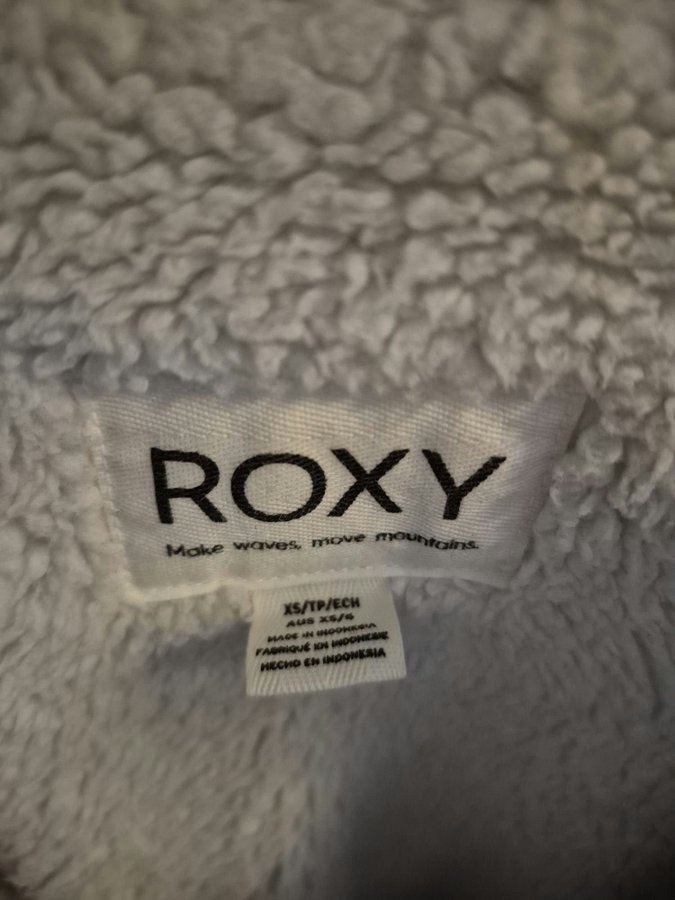 ROXY
Make waves, move mountains.
XS/TP/ECH
AUS XS/6
MADE IN INDONESIA
FABRIQUÉ EN INDONESIE
HECHO EN INDONESIA